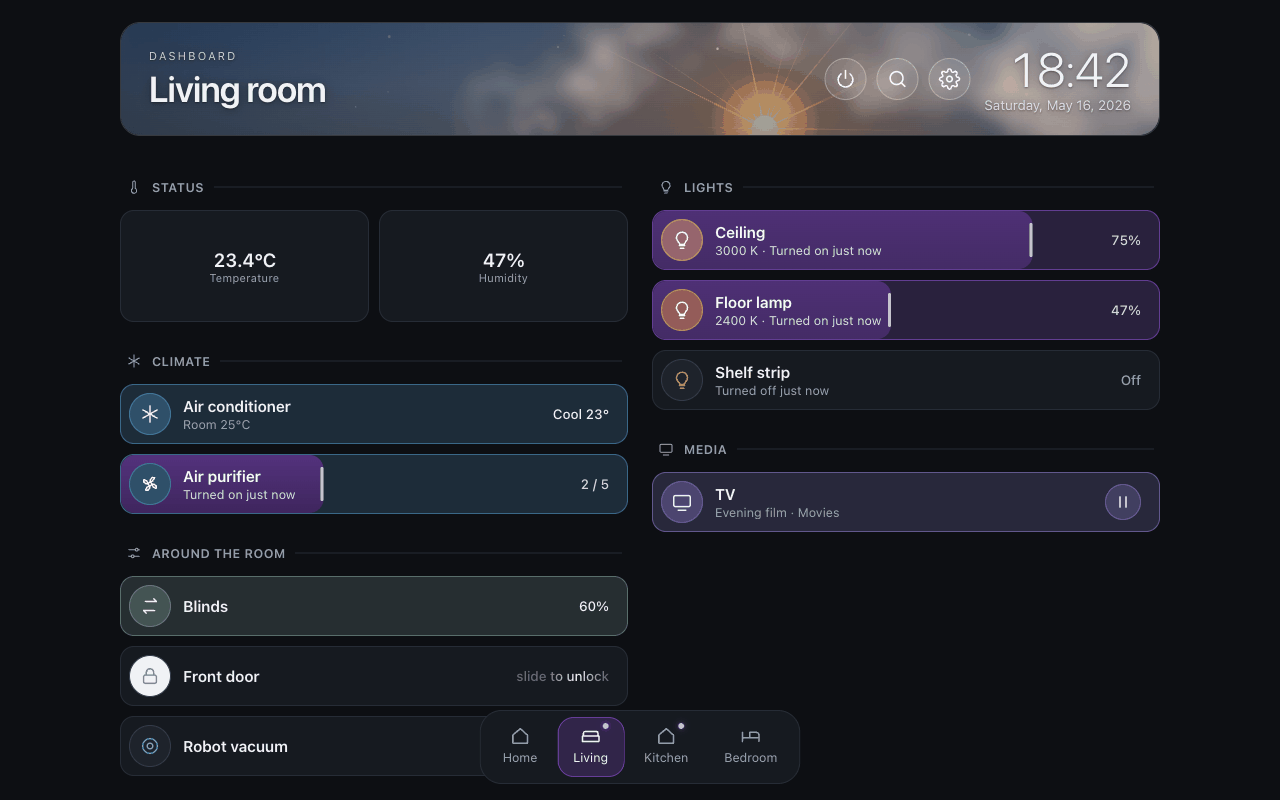 DASHBOARD
Living room
18:42
Saturday, May 16, 2026
STATUS
23.4°C
Temperature
47%
Humidity
CLIMATE
Air conditioner
Room 25°C
Cool 23°
Air purifier
Turned on just now
2 / 5
AROUND THE ROOM
Blinds
60%
Front door
slide to unlock
Robot vacuum
LIGHTS
Ceiling
3000 K · Turned on just now
75%
Floor lamp
2400 K · Turned on just now
47%
Shelf strip
Turned off just now
Off
MEDIA
TV
Evening film · Movies
Home
Living
Kitchen
Bedroom